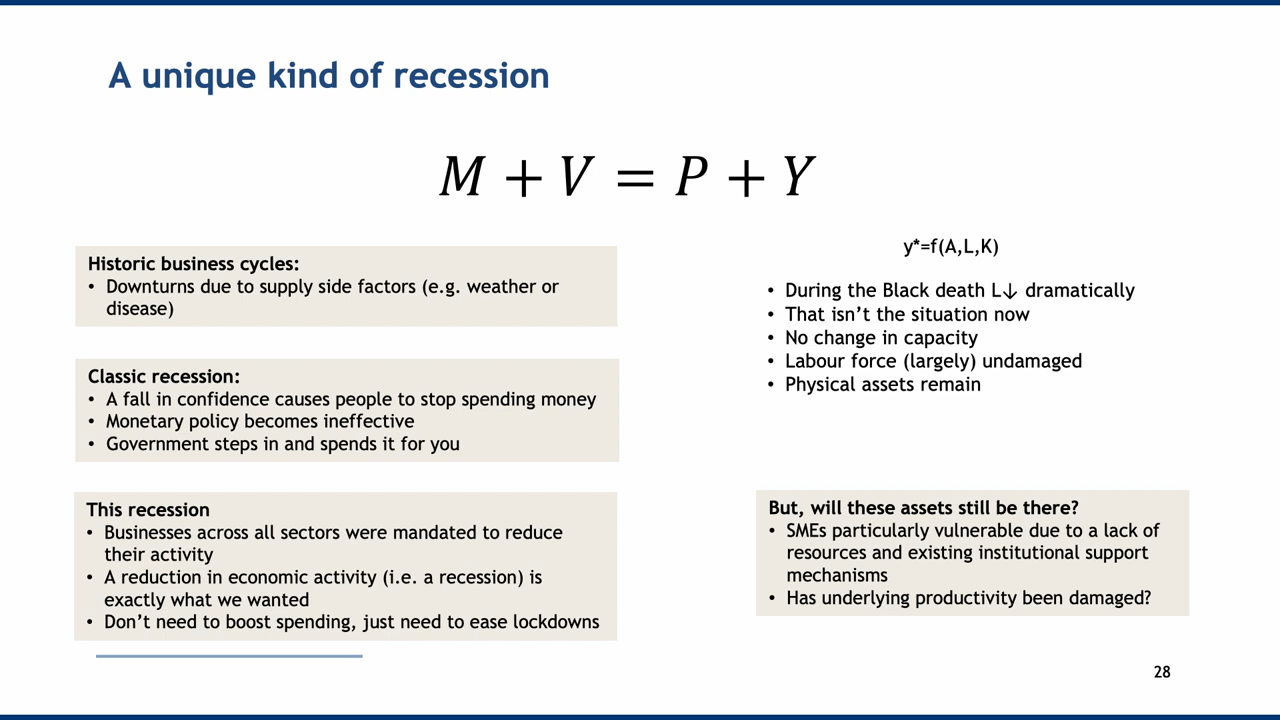 A unique kind of recession
M + V = P + Y
Historic business cycles:
• Downturns due to supply side factors (e.g. weather or
disease)
Classic recession:
• A fall in confidence causes people to stop spending money
• Monetary policy becomes ineffective
• Government steps in and spends it for you
This recession
• Businesses across all sectors were mandated to reduce
their activity
• A reduction in economic activity (i.e. a recession) is
exactly what we wanted
• Don’t need to boost spending, just need to ease lockdowns
y*=f(A,L,K)
• During the Black death L↓ dramatically
• That isn’t the situation now
• No change in capacity
• Labour force (largely) undamaged
• Physical assets remain
But, will these assets still be there?
• SMEs particularly vulnerable due to a lack of
resources and existing institutional support
mechanisms
• Has underlying productivity been damaged?
28